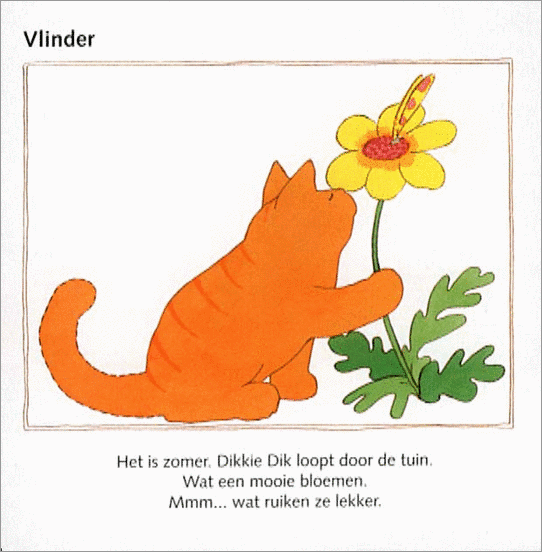 Vlinder
Het is zomer. Dikkie Dik loopt door de tuin.
Wat een mooie bloemen.
Mmm... wat ruiken ze lekker.